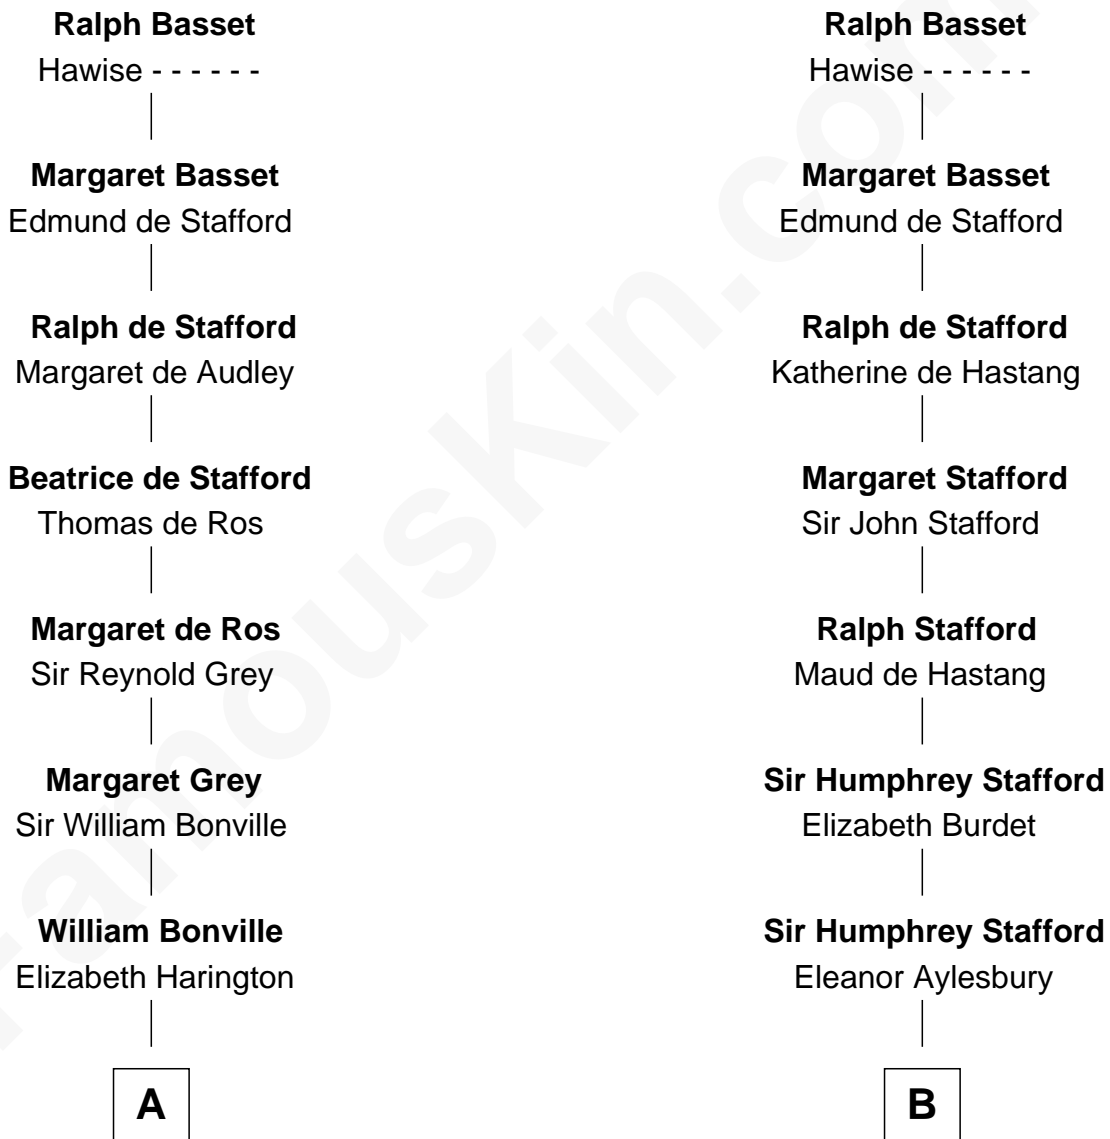 Ralph Basset
Hawise - - - - - -
Margaret Basset
Edmund de Stafford
Ralph de Stafford
Margaret de Audley
Beatrice de Stafford
Thomas de Ros
Margaret de Ros
Sir Reynold Grey
Margaret Grey
Sir William Bonville
William Bonville
Elizabeth Harington
A
Ralph Basset
Hawise - - - - - -
Margaret Basset
Edmund de Stafford
Ralph de Stafford
Katherine de Hastang
Margaret Stafford
Sir John Stafford
Ralph Stafford
Maud de Hastang
Sir Humphrey Stafford
Elizabeth Burdet
Sir Humphrey Stafford
Eleanor Aylesbury
B
FamousKin.com